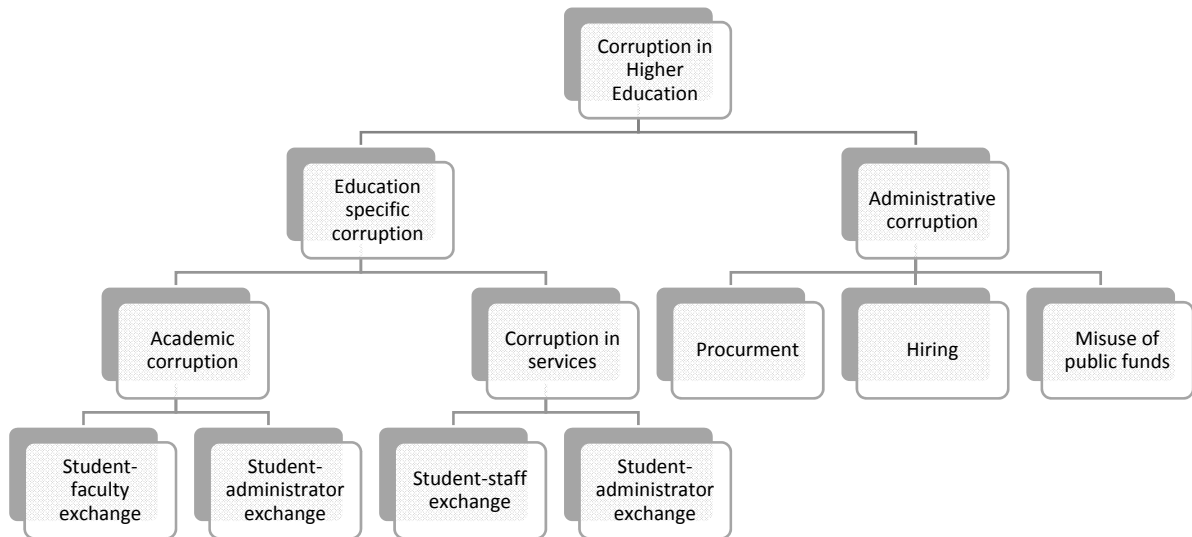 Corruption in
Higher
Education
Education
specific
corruption
Administrative
corruption
Academic
corruption
Corruption in
services
Procurment
Hiring
Misuse of
public funds
Student-
faculty
exchange
Student-
administrator
exchange
Student-staff
exchange
Student-
administrator
exchange